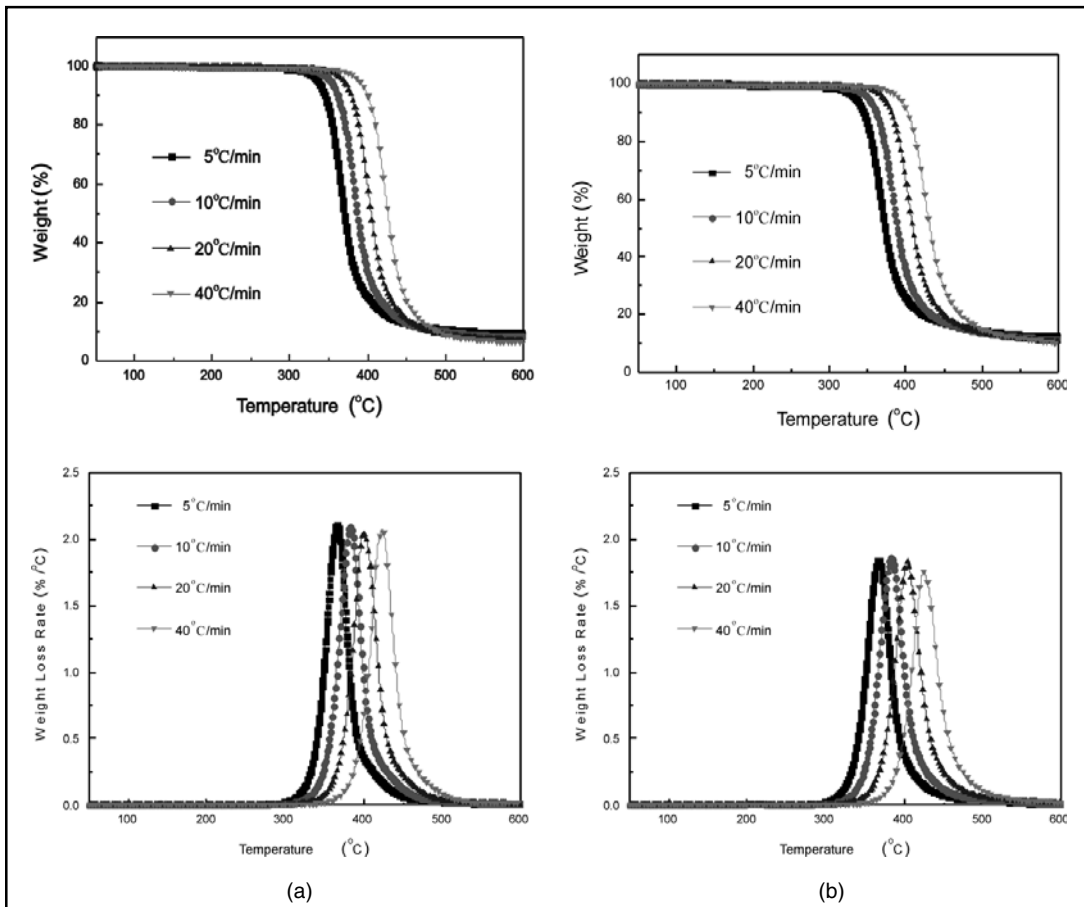 100
80
60
40
20
0
Weight (%)
5°C/min
10°C/min
20°C/min
40°C/min
100
200
300
400
500
600
Temperature (°C)
100
80
60
40
20
0
Weight (%)
5°C/min
10°C/min
20°C/min
40°C/min
100
200
300
400
500
600
Temperature (°C)
2.5
2.0
1.5
1.0
0.5
0.0
Weight Loss Rate (%/°C)
5°C/min
10°C/min
20°C/min
40°C/min
100
200
300
400
500
600
Temperature (°C)
(a)
2.5
2.0
1.5
1.0
0.5
0.0
Weight Loss Rate (%/°C)
5°C/min
10°C/min
20°C/min
40°C/min
100
200
300
400
500
600
Temperature (°C)
(b)